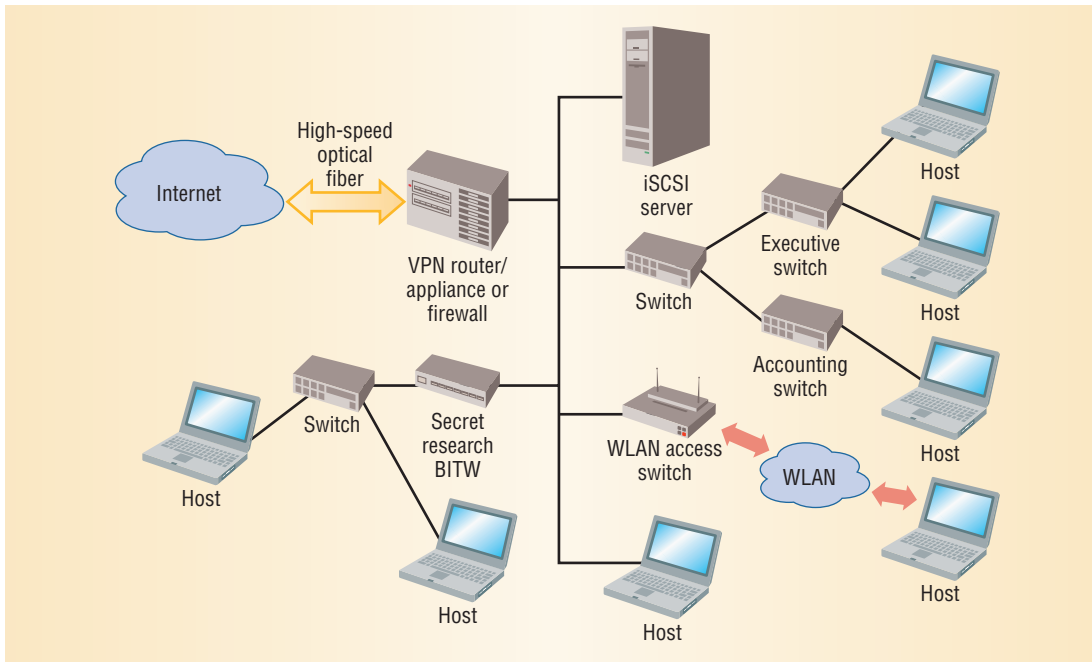 High-speed
optical
fiber
Internet
VPN router/
appliance or
firewall
iSCSI
server
Host
Executive
switch
Switch
Host
Accounting
switch
Host
Switch
Secret
research
BITW
WLAN access
switch
WLAN
Host
Host
Host
Host